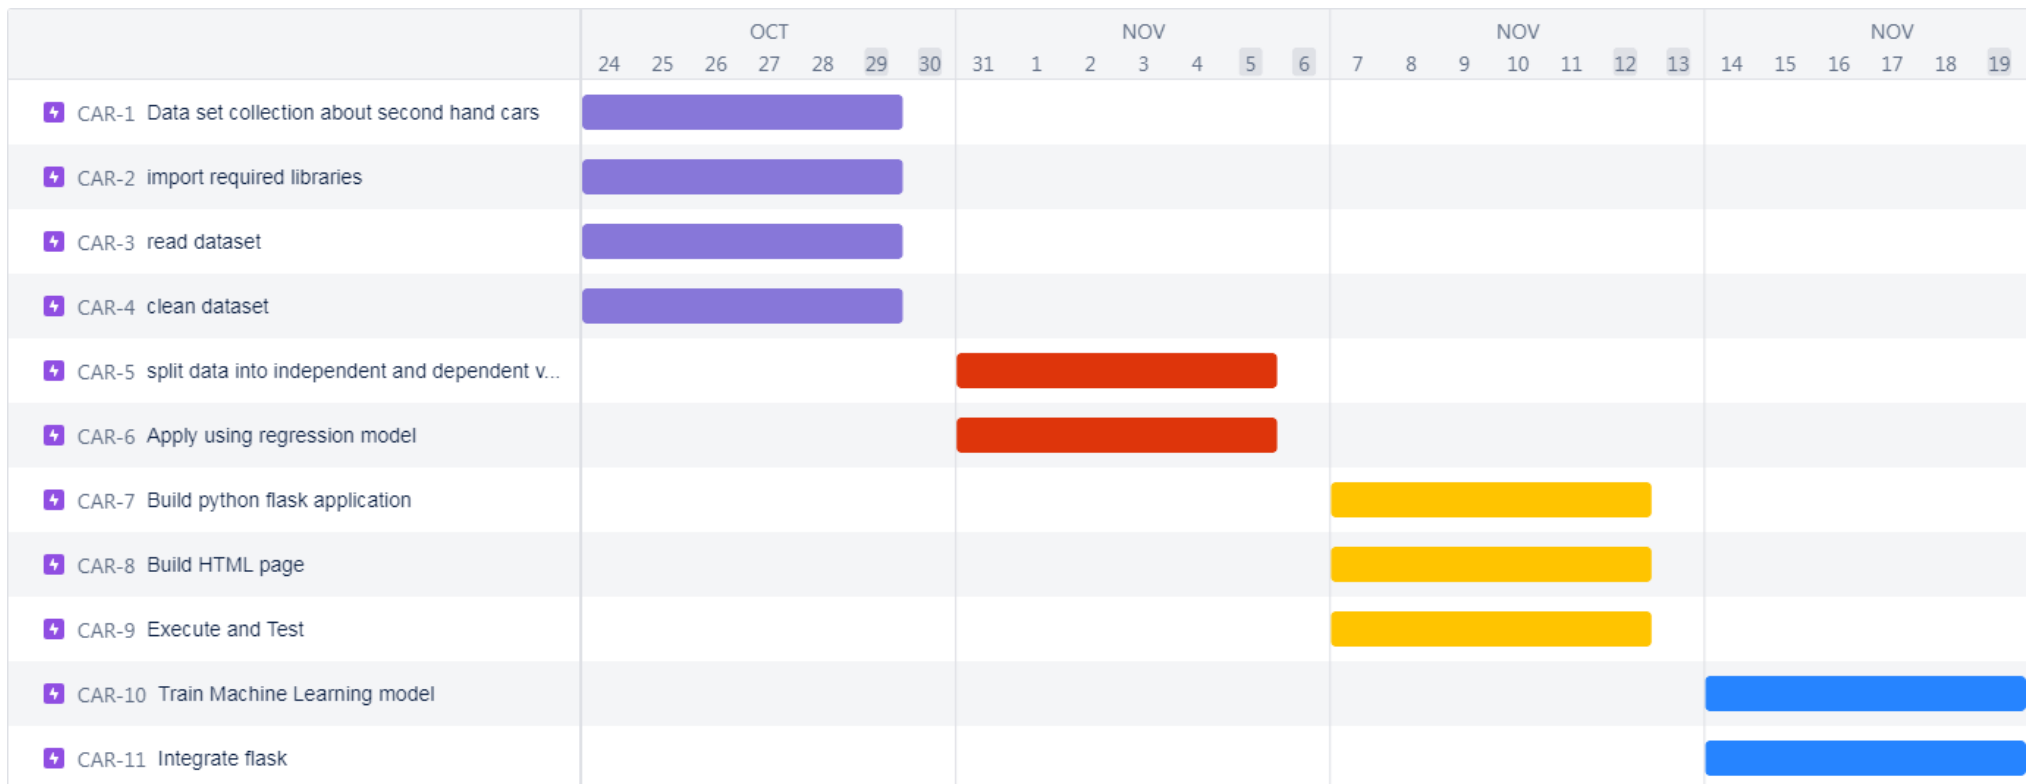 OCT NOV NOV NOV
24 25 26 27 28 29 30 31 1 2 3 4 5 6 7 8 9 10 11 12 13 14 15 16 17 18 19
CAR-1 Data set collection about second hand cars
CAR-2 import required libraries
CAR-3 read dataset
CAR-4 clean dataset
CAR-5 split data into independent and dependent v...
CAR-6 Apply using regression model
CAR-7 Build python flask application
CAR-8 Build HTML page
CAR-9 Execute and Test
CAR-10 Train Machine Learning model
CAR-11 Integrate flask